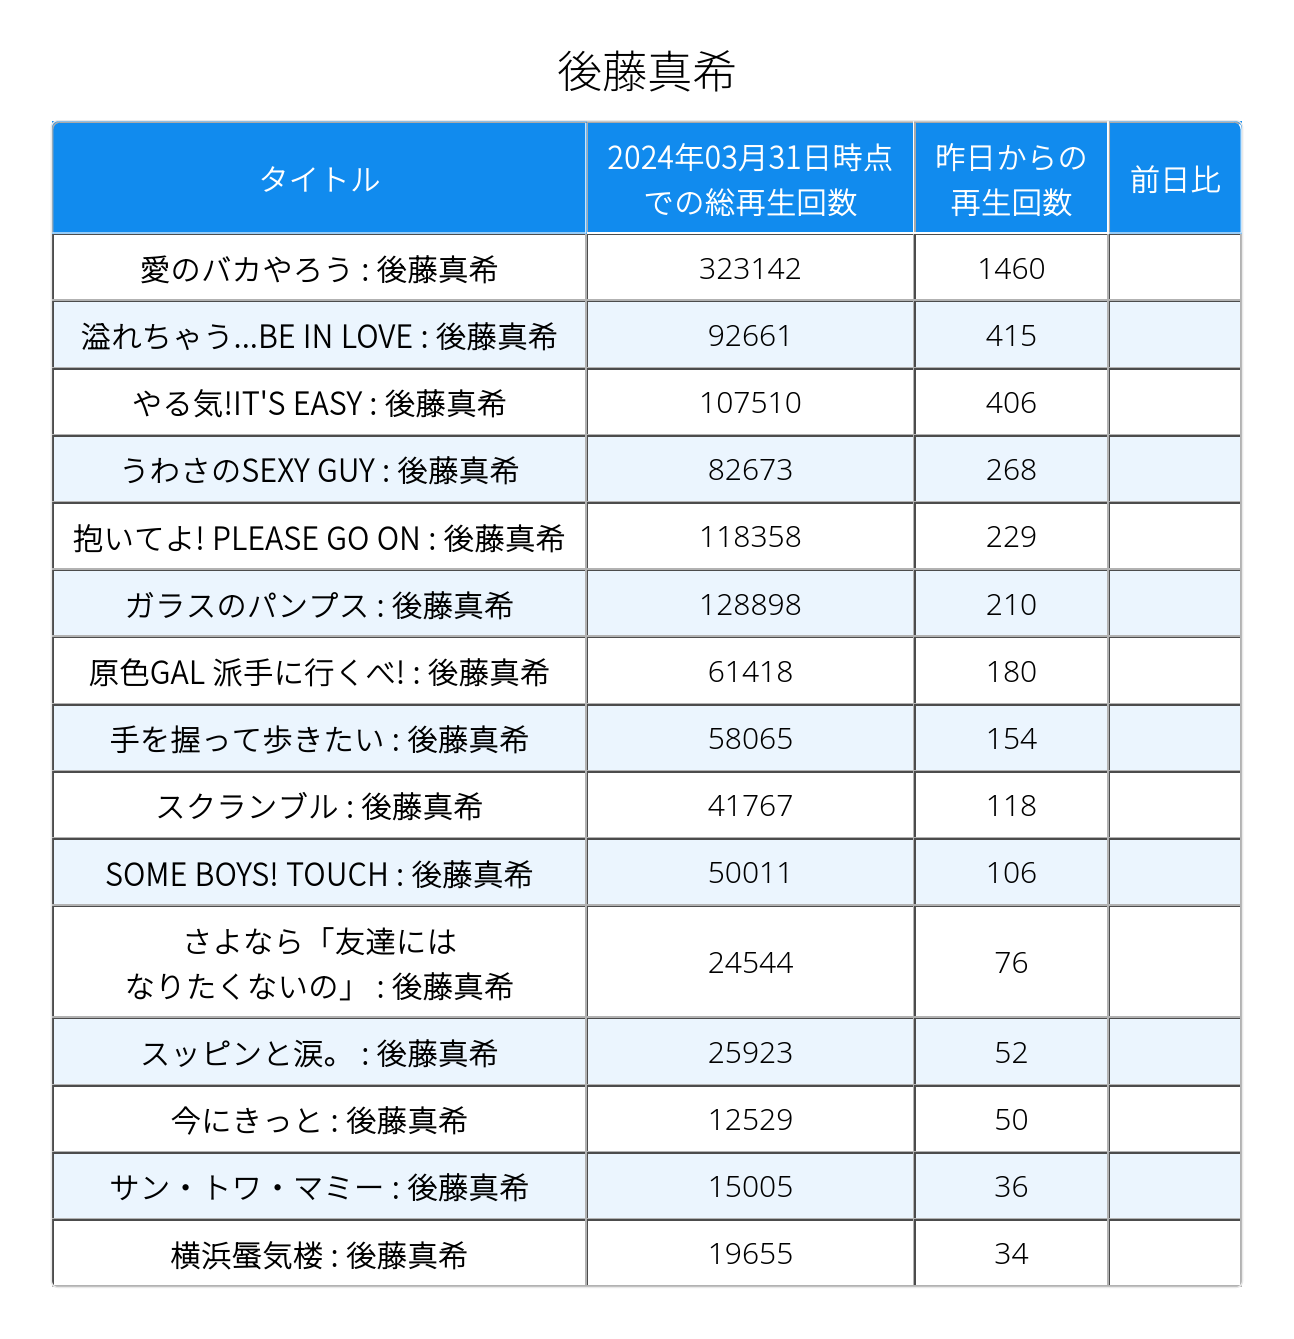 後藤真希
タイトル
2024年03月31日時点
での総再生回数
昨日からの
再生回数
前日比
愛のバカやろう : 後藤真希 323142 1460
溢れちゃう...BE IN LOVE : 後藤真希 92661 415
やる気!IT'S EASY : 後藤真希 107510 406
うわさのSEXY GUY : 後藤真希 82673 268
抱いてよ! PLEASE GO ON : 後藤真希 118358 229
ガラスのパンプス : 後藤真希 128898 210
原色GAL 派手に行くべ! : 後藤真希 61418 180
手を握って歩きたい : 後藤真希 58065 154
スクランブル : 後藤真希 41767 118
SOME BOYS! TOUCH : 後藤真希 50011 106
さよなら「友達には
なりたくないの」 : 後藤真希 24544 76
スッピンと涙。 : 後藤真希 25923 52
今にきっと : 後藤真希 12529 50
サン・トワ・マミー : 後藤真希 15005 36
横浜蜃気楼 : 後藤真希 19655 34